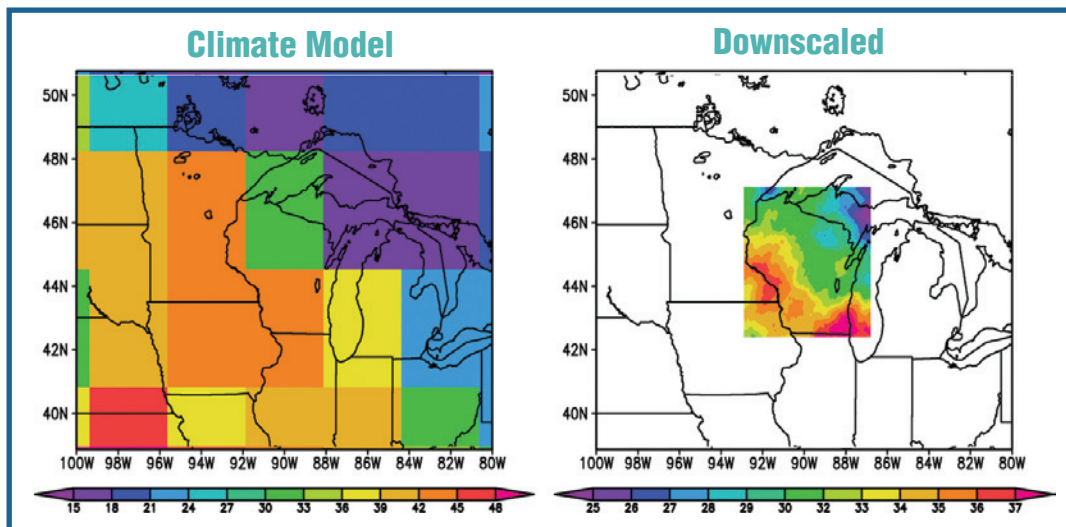 Climate Model
Downscaled
50N
48N
46N
44N
42N
40N
100W 98W 96W 94W 92W 90W 88W 86W 84W 82W 80W
15 18 21 24 27 30 33 36 39 42 45 48
50N
48N
46N
44N
42N
40N
100W 98W 96W 94W 92W 90W 88W 86W 84W 82W 80W
25 26 27 28 29 30 31 32 33 34 35 36 37